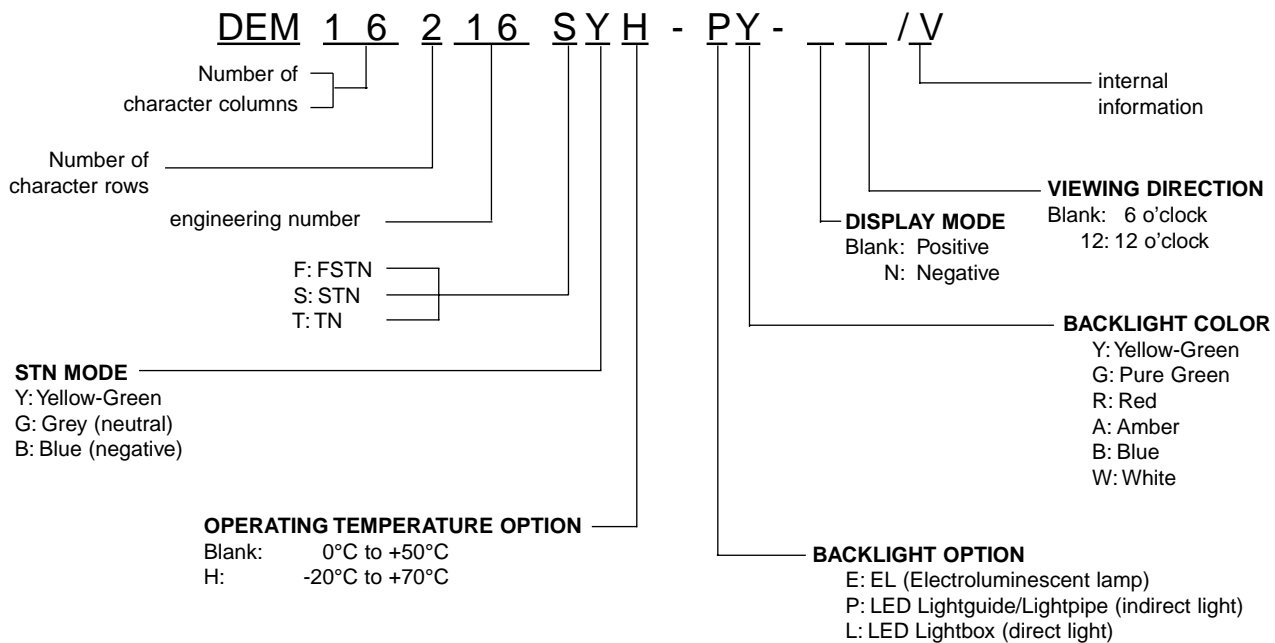 DEM 1 6 2 1 6 S Y H - P Y - _ _ / V
Number of
character columns
internal
information
Number of
character rows
engineering number
VIEWING DIRECTION
Blank: 6 o'clock
12: 12 o'clock
DISPLAY MODE
Blank: Positive
N: Negative
F: FSTN
S: STN
T: TN
BACKLIGHT COLOR
Y: Yellow-Green
G: Pure Green
R: Red
A: Amber
B: Blue
W: White
STN MODE
Y: Yellow-Green
G: Grey (neutral)
B: Blue (negative)
OPERATING TEMPERATURE OPTION
Blank: 0°C to +50°C
H: -20°C to +70°C
BACKLIGHT OPTION
E: EL (Electroluminescent lamp)
P: LED Lightguide/Lightpipe (indirect light)
L: LED Lightbox (direct light)